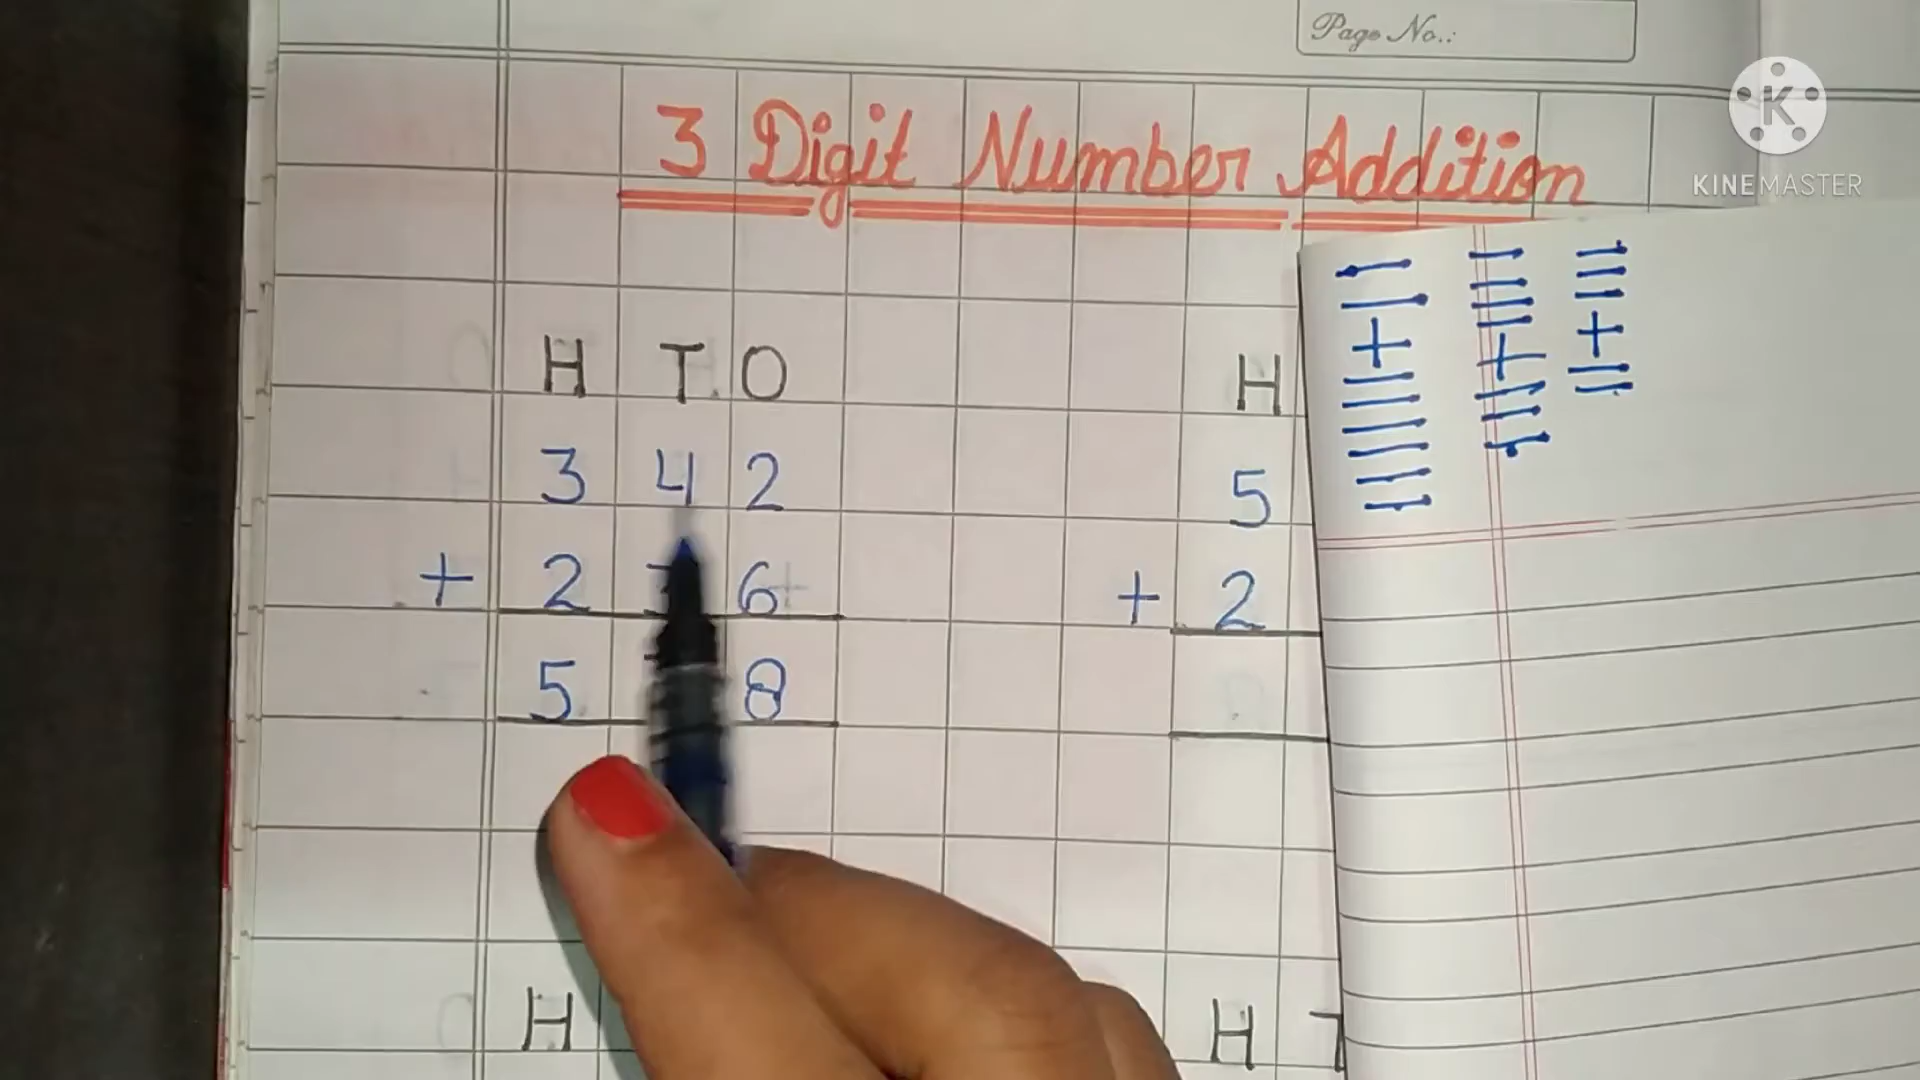 Page No.:
KINEMASTER
3 Digit Number Addition
H T O H
3 4 2 5
+ 2 6 + 2
5 8
H H T